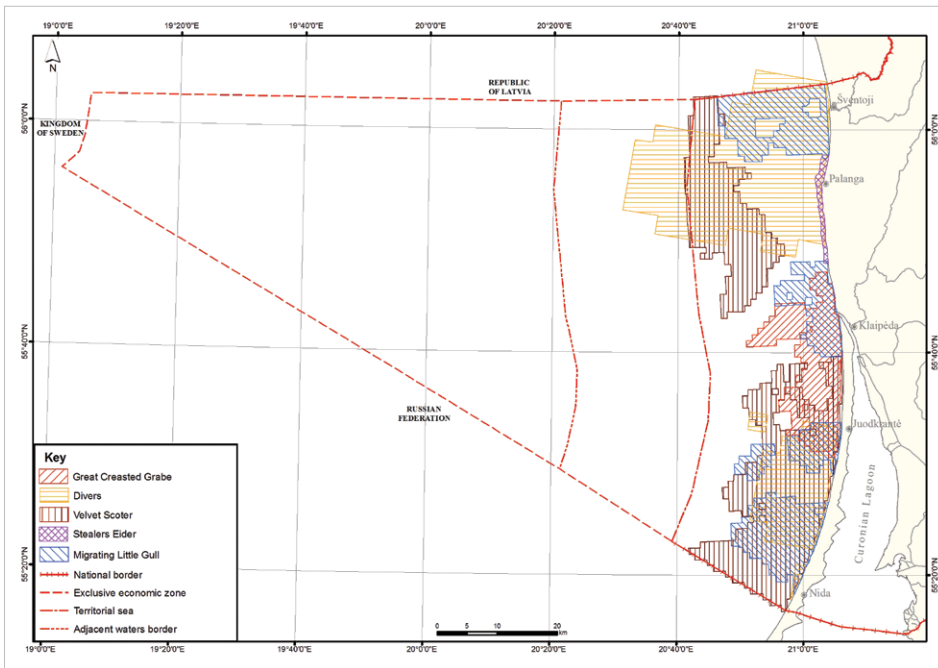 19°0'0"E 19°20'0"E 19°40'0"E 20°0'0"E 20°20'0"E 20°40'0"E 21°0'0"E
N
REPUBLIC
OF LATVIA
KINGDOM
OF SWEDEN
56°0'0"N
56°0'0"N
Šventoji
Palanga
Klaipėda
55°40'0"N
55°40'0"N
RUSSIAN
FEDERATION
Juodkrantė
Curonian Lagoon
55°20'0"N
55°20'0"N
Nida
Key
Great Creasted Grabe
Divers
Velvet Scoter
Stealers Eider
Migrating Little Gull
National border
Exclusive economic zone
Territorial sea
Adjacent waters border
0 5 10 20
km
19°0'0"E 19°20'0"E 19°40'0"E 20°0'0"E 20°20'0"E 20°40'0"E 21°0'0"E